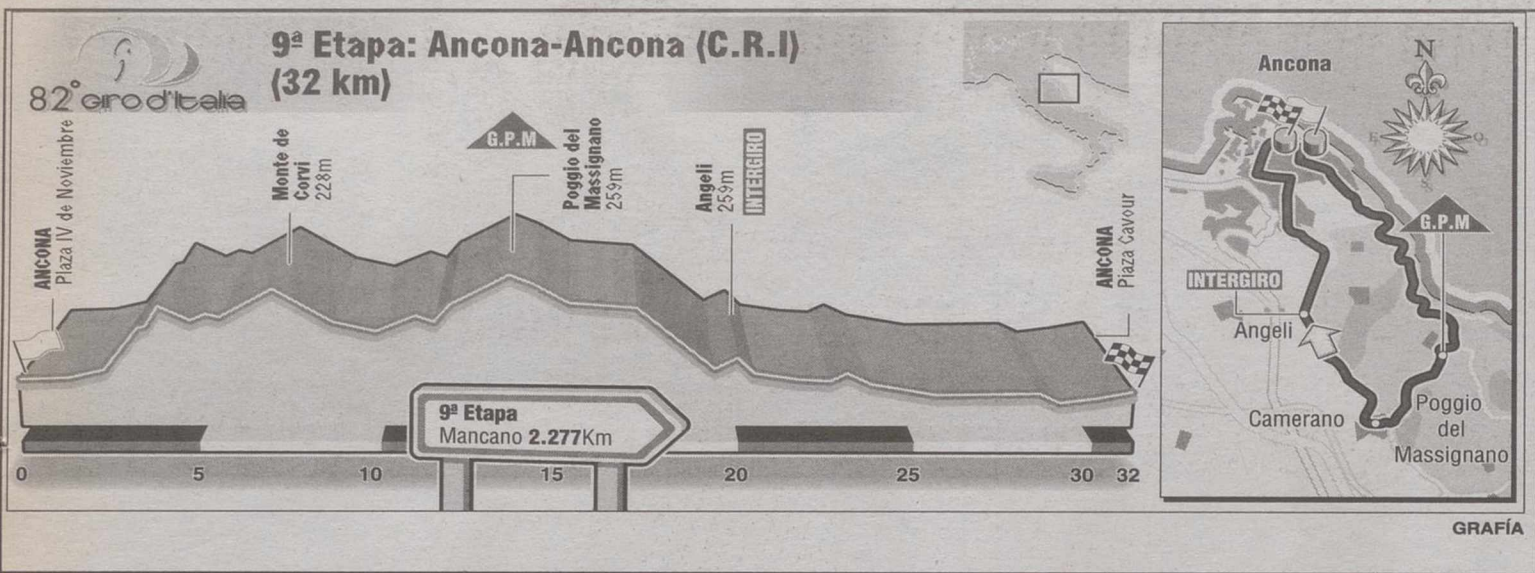 9ª Etapa: Ancona-Ancona (C.R.I)
(32 km)
82° Giro d'Italia
ANCONA
Plaza IV de Noviembre
Monte de
Corvi
228m
G.P.M
Poggio del
Massignano
259m
Angeli
259m
INTERGIRO
ANCONA
Piaza Cavour
9ª Etapa
Mancano 2.277Km
0 5 10 15 20 25 30 32
Ancona
N
E
O
S
G.P.M
INTERGIRO
Angeli
Camerano
Poggio
del
Massignano
GRAFÍA